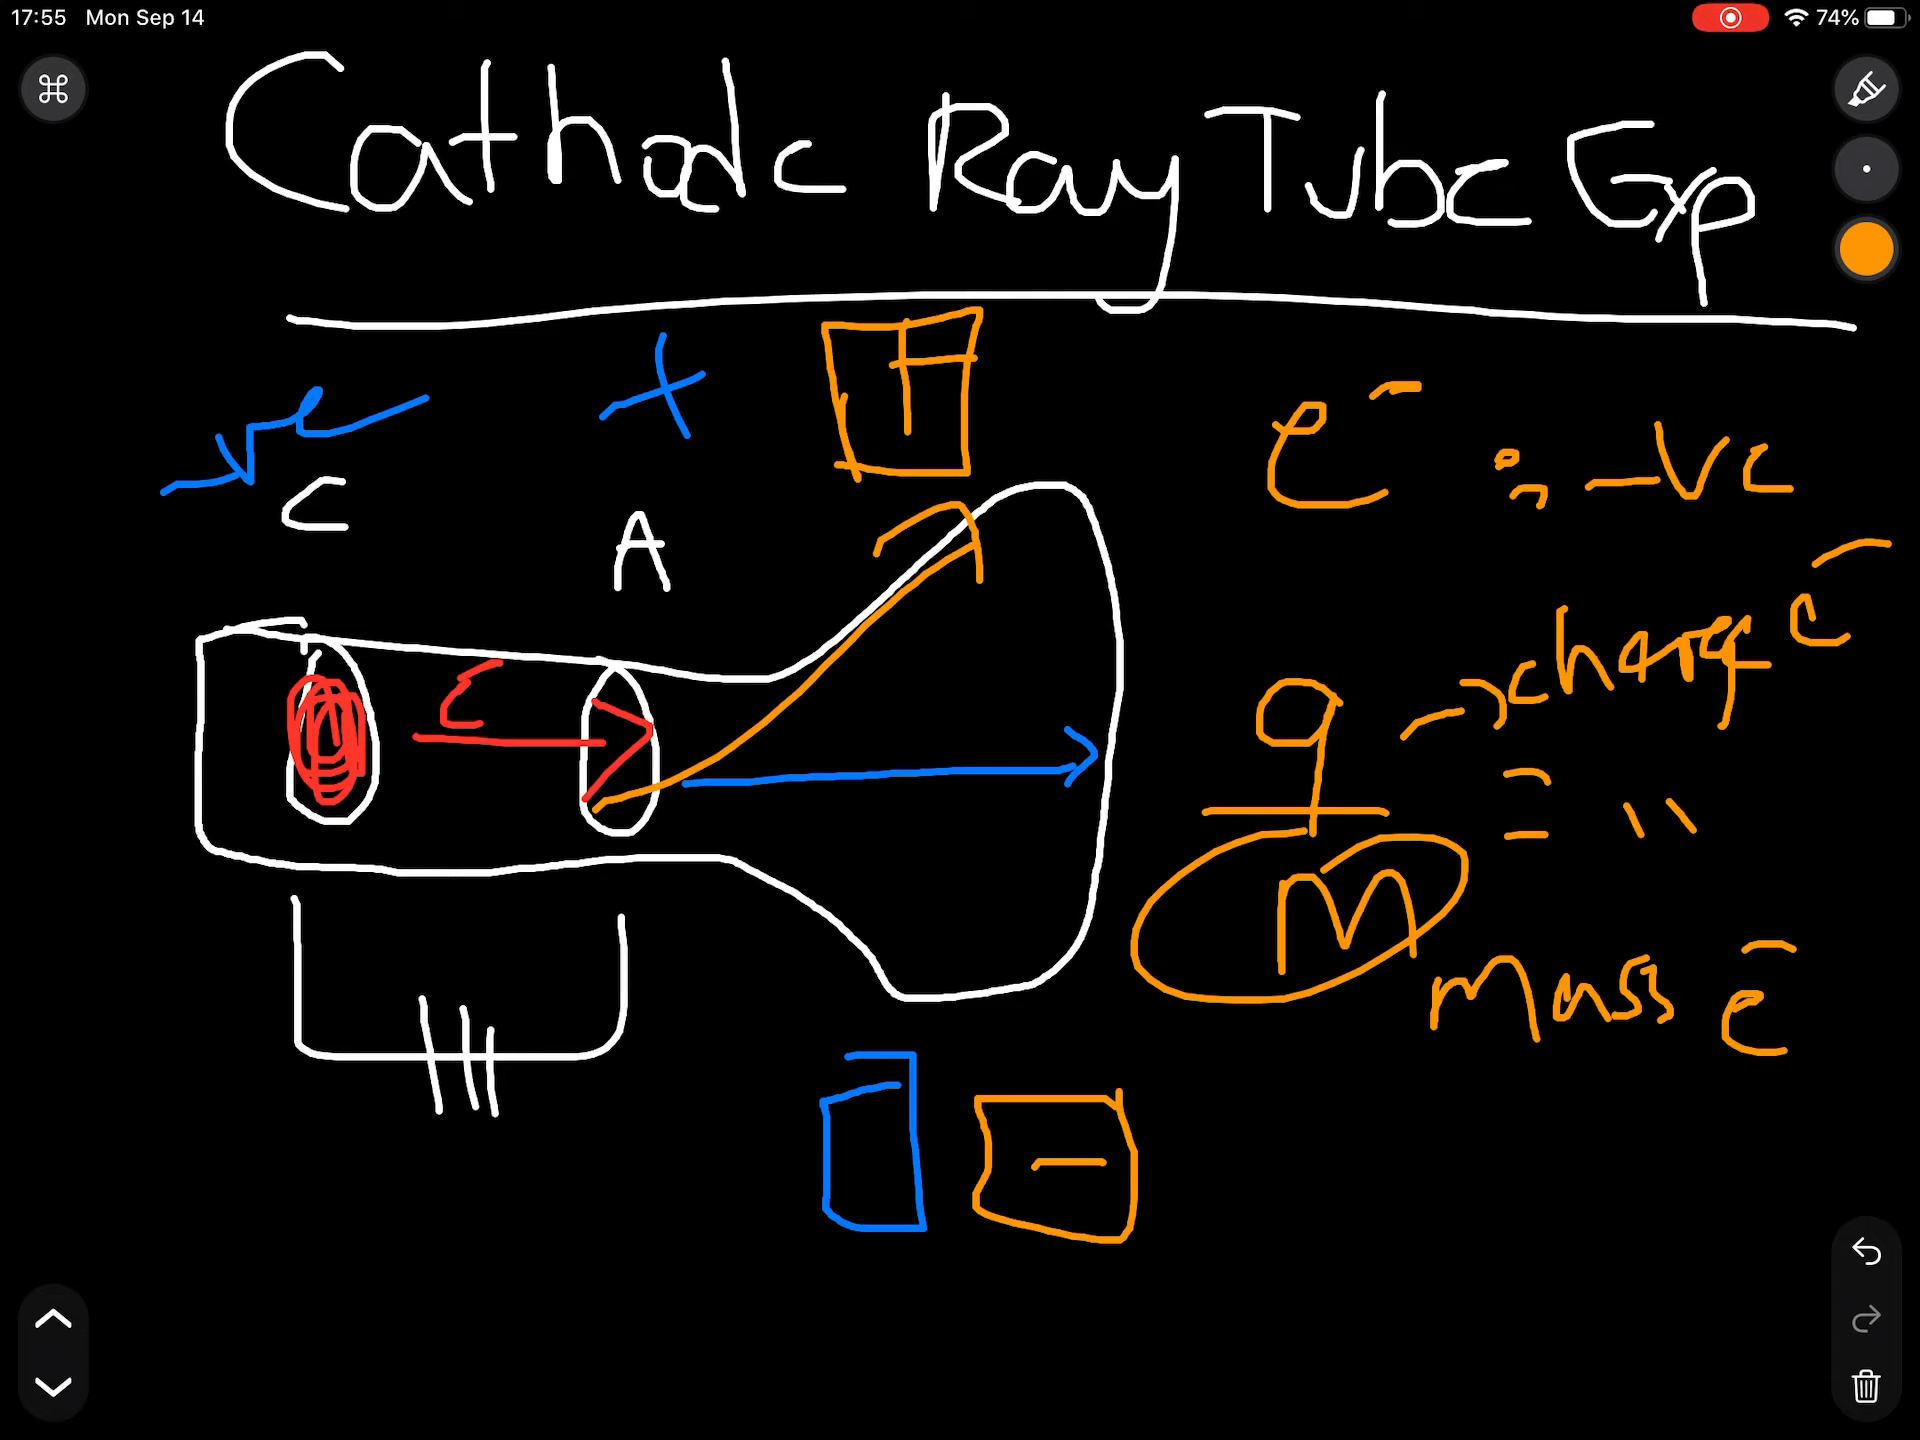 17:55 Mon Sep 14 74%
Cathode Ray Tube Exp
-ve +
+
e⁻ : -ve
C
A
e
q → charge e⁻
= "
m
mass e⁻
-